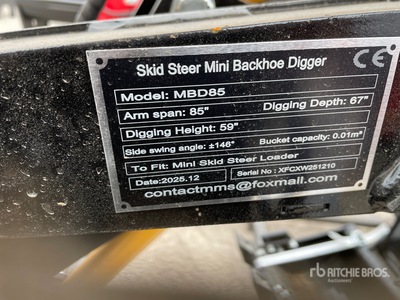 Skid Steer Mini Backhoe Digger CE
Model: MBD85
Arm span: 85" Digging Depth: 67"
Digging Height: 59"
Side swing angle: ±146° Bucket capacity: 0.01m³
To Fit: Mini Skid Steer Loader
Date:2025.12 Serial No : XFCXW251210
contactmms@foxmail.com
rb RITCHIE BROS.
Auctioneers